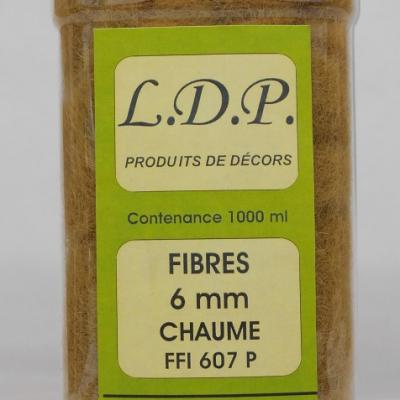 L.D.P.
PRODUITS DE DÉCORS
Contenance 1000 ml
FIBRES
6 mm
CHAUME
FFI 607 P